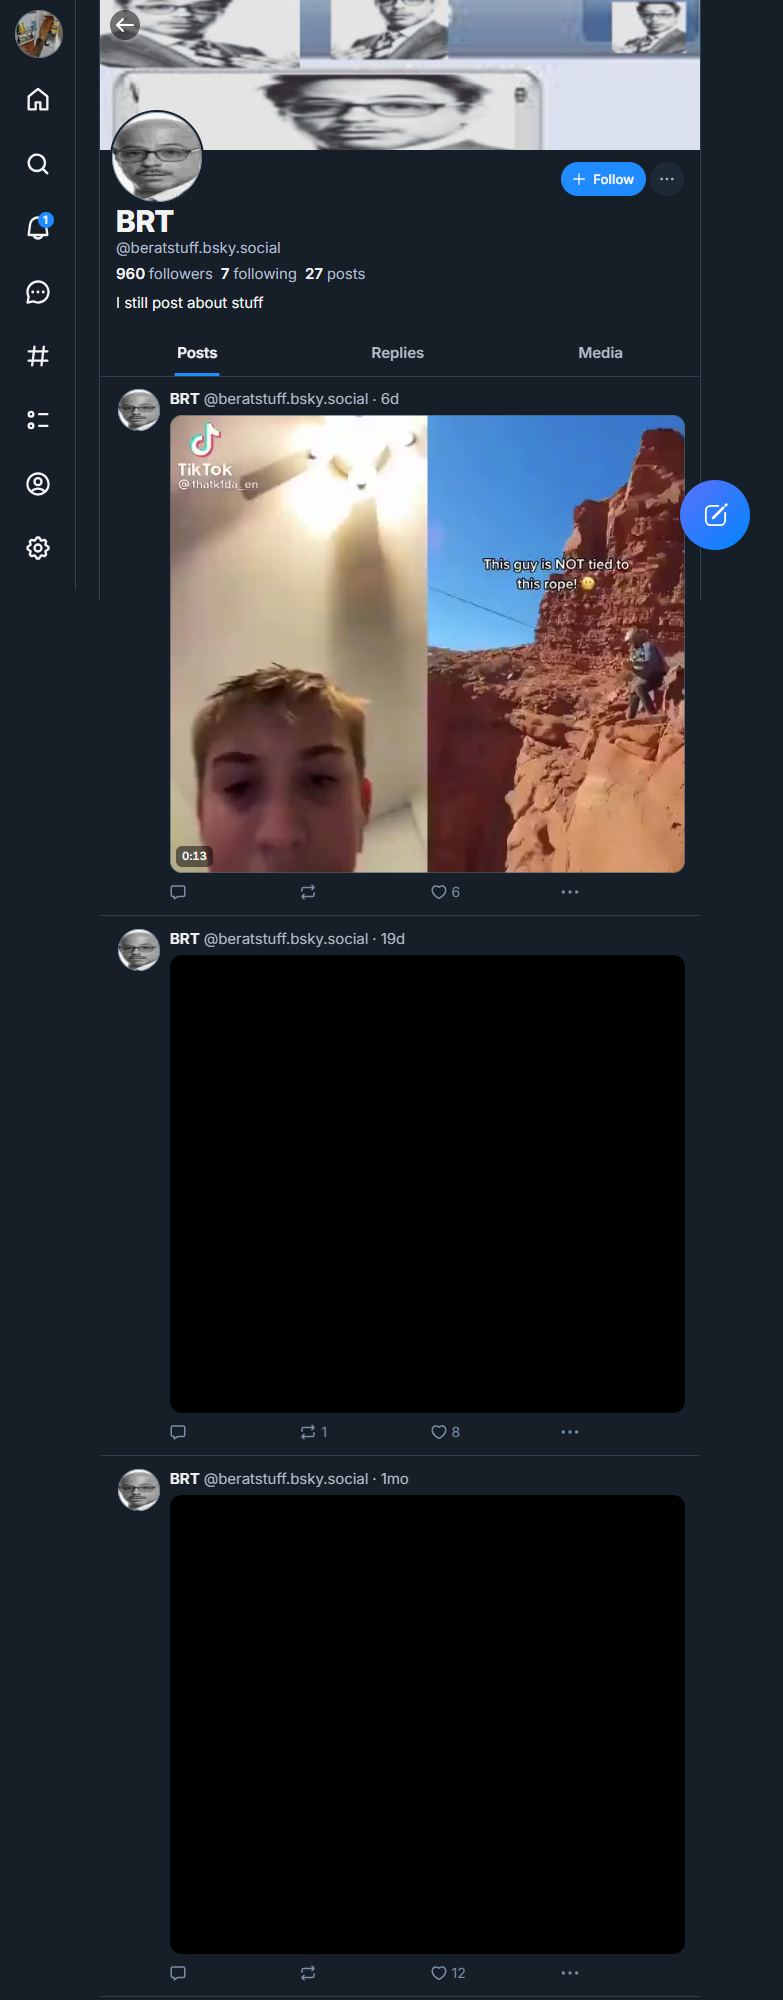 1
Follow
BRT
@beratstuff.bsky.social
960 followers 7 following 27 posts
I still post about stuff
Posts Replies Media
BRT @beratstuff.bsky.social · 6d
TikTok
@thatk1da_en
This guy is NOT tied to
this rope! 😬
0:13
6
BRT @beratstuff.bsky.social · 19d
1 8
BRT @beratstuff.bsky.social · 1mo
12